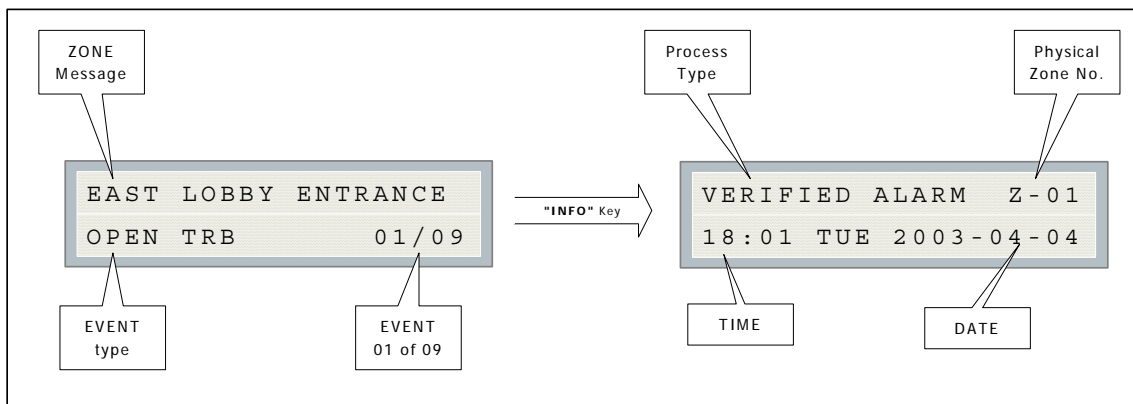 ZONE
Message
Process
Type
Physical
Zone No.
EAST LOBBY ENTRANCE
OPEN TRB 01/09
"INFO" Key
VERIFIED ALARM Z-01
18:01 TUE 2003-04-04
EVENT
type
EVENT
01 of 09
TIME
DATE